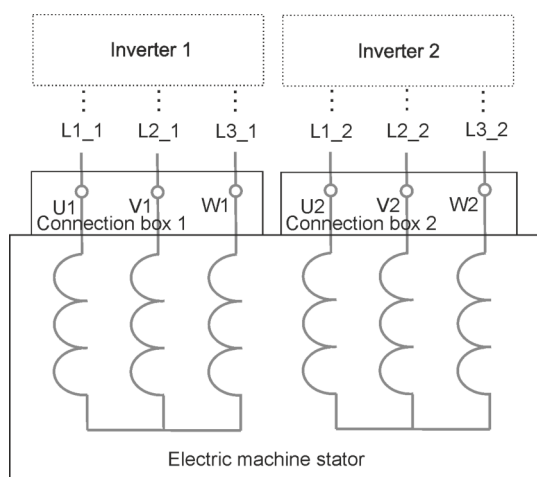 Inverter 1
Inverter 2
L1_1 L2_1 L3_1 L1_2 L2_2 L3_2
U1 V1 W1 U2 V2 W2
Connection box 1
Connection box 2
Electric machine stator